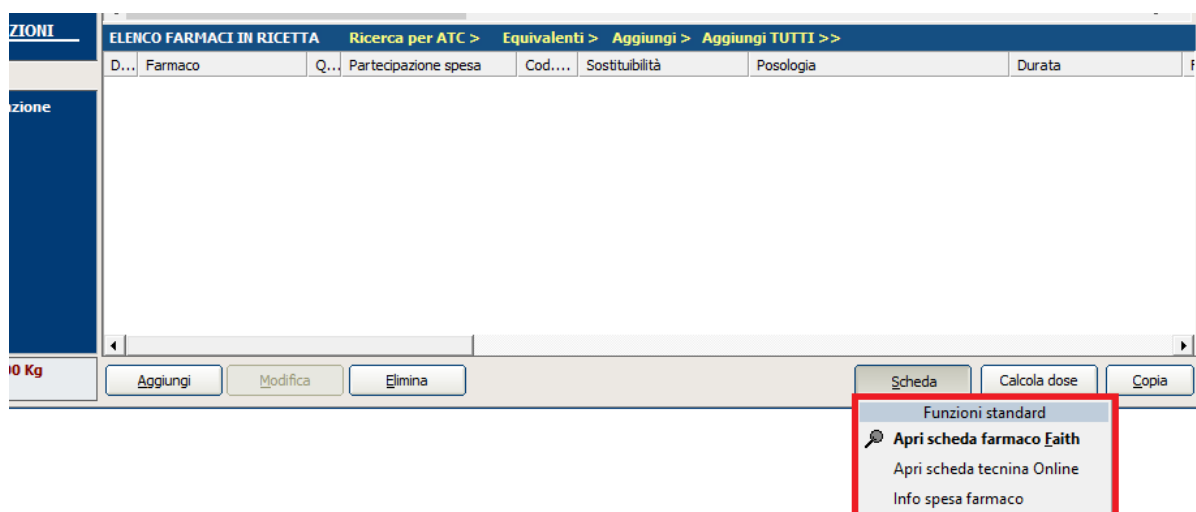 ZIONI
ELENCO FARMACI IN RICETTA Ricerca per ATC > Equivalenti > Aggiungi > Aggiungi TUTTI >>
D... Farmaco Q... Partecipazione spesa Cod.... Sostituibilità Posologia Durata
zione
00 Kg
Aggiungi Modifica Elimina Scheda Calcola dose Copia
Funzioni standard
Apri scheda farmaco Faith
Apri scheda tecnina Online
Info spesa farmaco